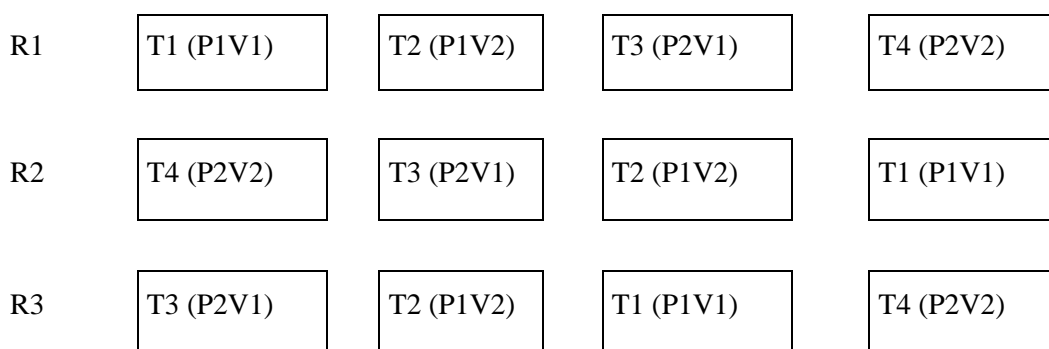 R1 T1 (P1V1) T2 (P1V2) T3 (P2V1) T4 (P2V2)
R2 T4 (P2V2) T3 (P2V1) T2 (P1V2) T1 (P1V1)
R3 T3 (P2V1) T2 (P1V2) T1 (P1V1) T4 (P2V2)